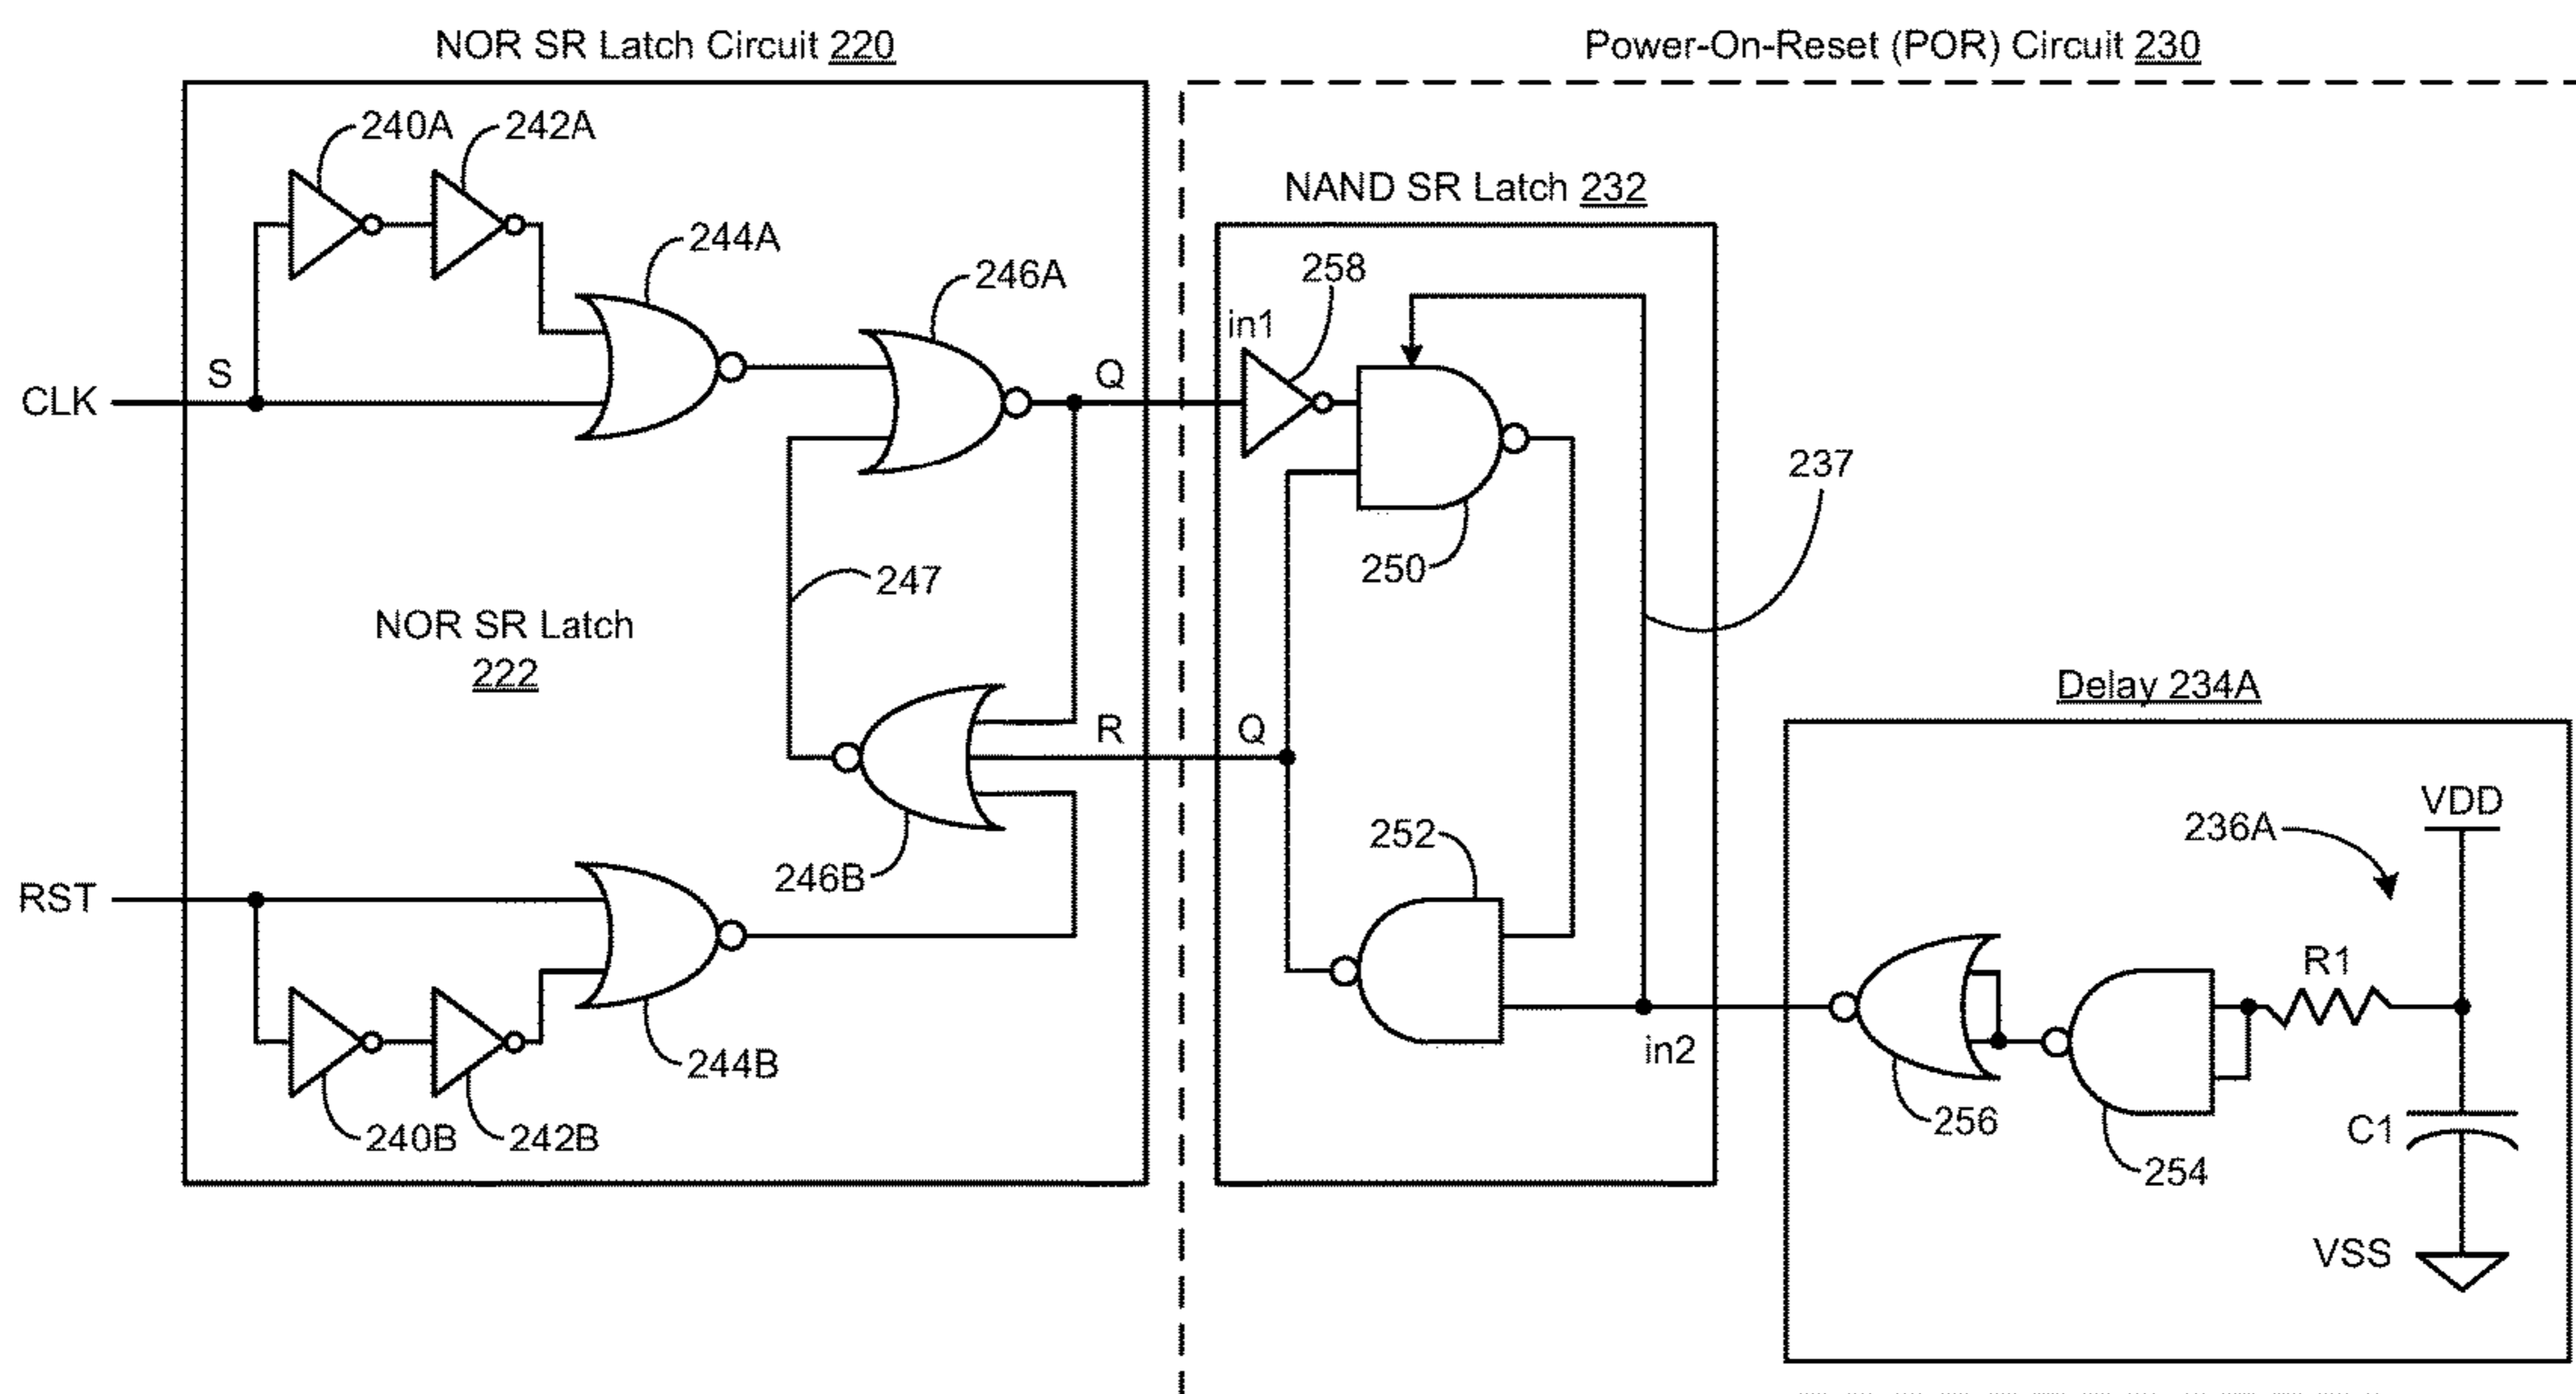 NOR SR Latch Circuit 220
Power-On-Reset (POR) Circuit 230
240A
242A
NAND SR Latch 232
244A
246A
in1
258
S
CLK
Q
237
250
247
NOR SR Latch
222
Delay 234A
R
Q
VDD
236A
252
246B
RST
R1
244B
in2
256
C1
240B
242B
254
VSS